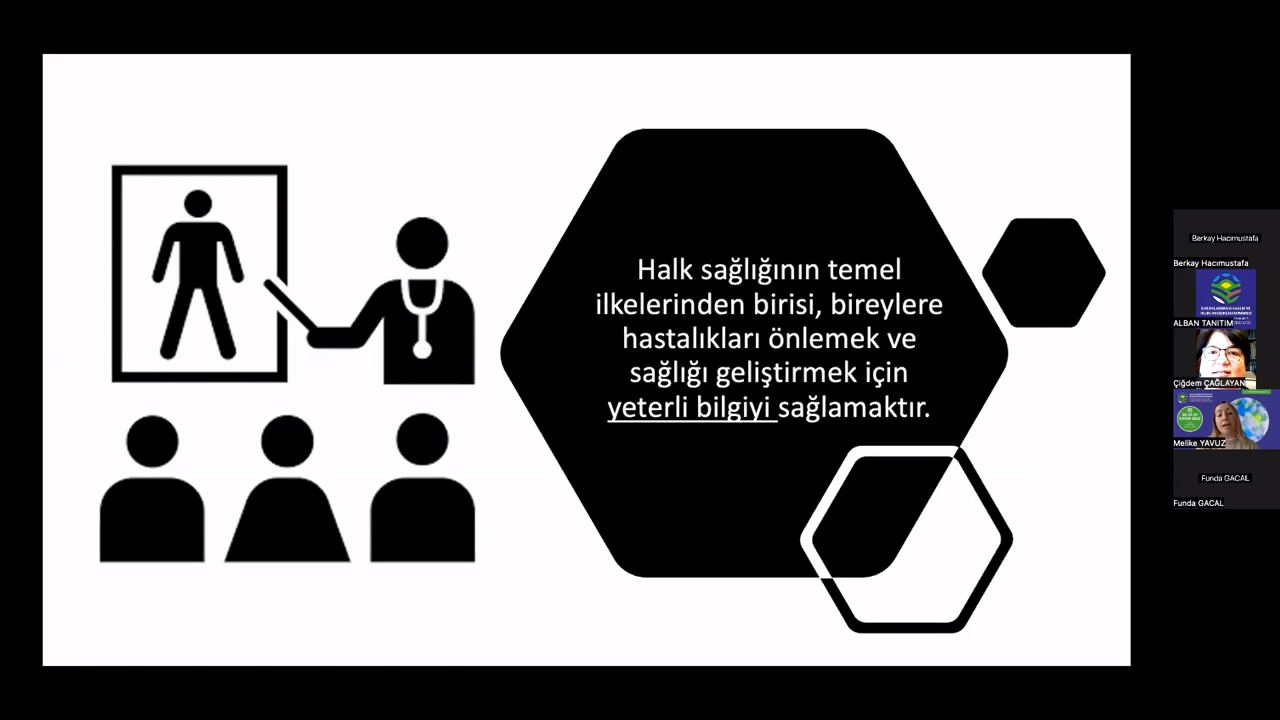 Halk sağlığının temel
ilkelerinden birisi, bireylere
hastalıkları önlemek ve
sağlığı geliştirmek için
yeterli bilgiyi sağlamaktır.
Berkay Hacımustafa
Berkay Hacımustafa
ALBAN TANITIM
Çiğdem ÇAĞLAYAN
Melike YAVUZ
Funda GACAL
Funda GACAL